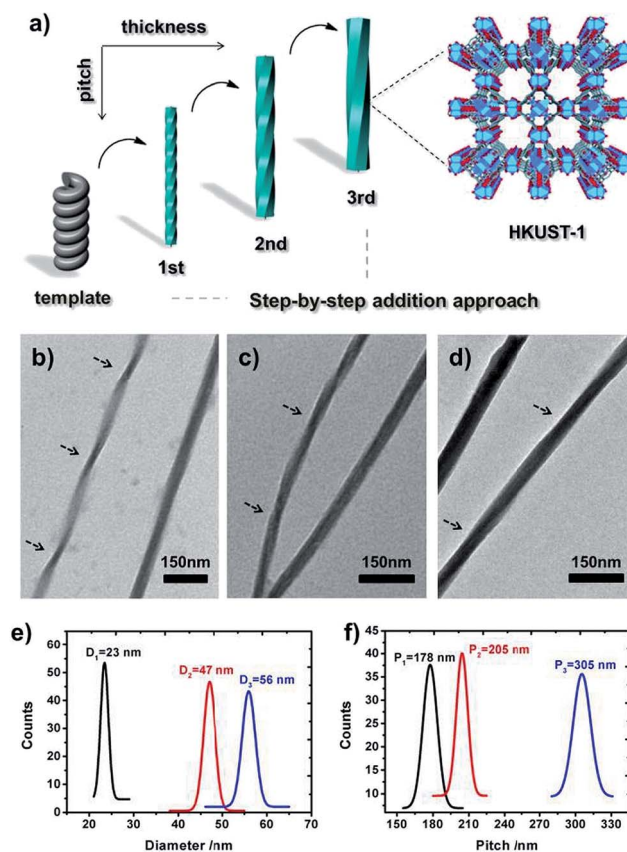 a)
thickness
pitch
3rd
2nd
1st
template
HKUST-1
Step-by-step addition approach
b)
150nm
c)
150nm
d)
150nm
e)
60
50
40
30
20
10
0
Counts
D₁=23 nm
D₂=47 nm
D₃=56 nm
20 30 40 50 60 70
Diameter /nm
f)
45
40
35
30
25
20
15
10
Counts
P₁=178 nm
P₂=205 nm
P₃=305 nm
150 180 210 240 270 300 330
Pitch /nm